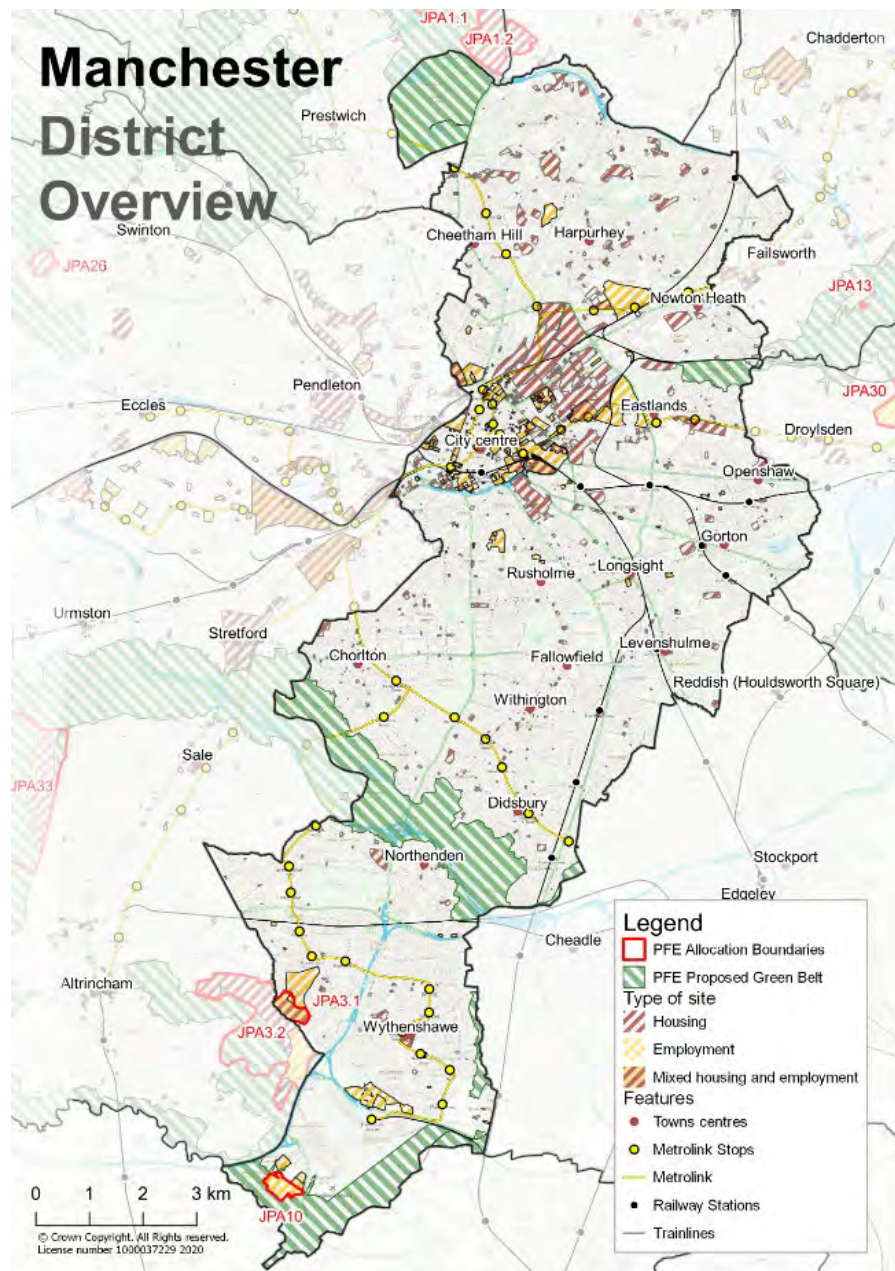 Manchester
District
Overview
JPA1.1
JPA1.2
Chadderton
Prestwich
Swinton
Cheetham Hill
Harpurhey
Failsworth
JPA26
JPA13
Newton Heath
Pendleton
Eccles
JPA30
Eastlands
Droylsden
City centre
Openshaw
Gorton
Rusholme
Longsight
Urmston
Stretford
Levenshulme
Chorlton
Fallowfield
Reddish (Houldsworth Square)
Withington
Sale
JPA33
Didsbury
Northenden
Stockport
Edgeley
Cheadle
Altrincham
JPA3.1
JPA3.2
Wythenshawe
JPA10
Legend
PFE Allocation Boundaries
PFE Proposed Green Belt
Type of site
Housing
Employment
Mixed housing and employment
Features
Towns centres
Metrolink Stops
Metrolink
Railway Stations
Trainlines
0 1 2 3 km
© Crown Copyright. All Rights reserved.
License number 1000037229 2020